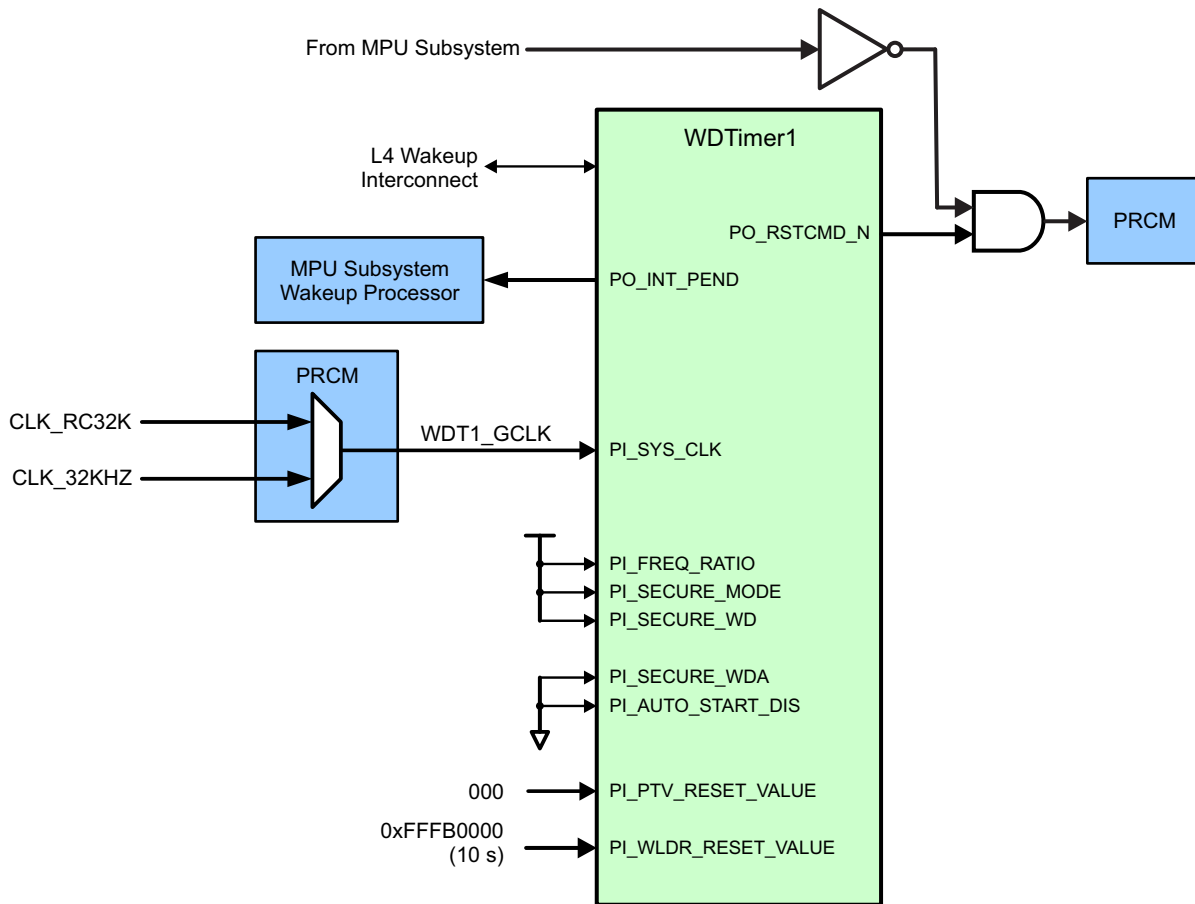 From MPU Subsystem
WDTimer1
L4 Wakeup
Interconnect
PRCM
PO_RSTCMD_N
MPU Subsystem
Wakeup Processor
PO_INT_PEND
PRCM
CLK_RC32K
WDT1_GCLK
PI_SYS_CLK
CLK_32KHZ
PI_FREQ_RATIO
PI_SECURE_MODE
PI_SECURE_WD
PI_SECURE_WDA
PI_AUTO_START_DIS
000
PI_PTV_RESET_VALUE
0xFFFB0000
(10 s)
PI_WLDR_RESET_VALUE